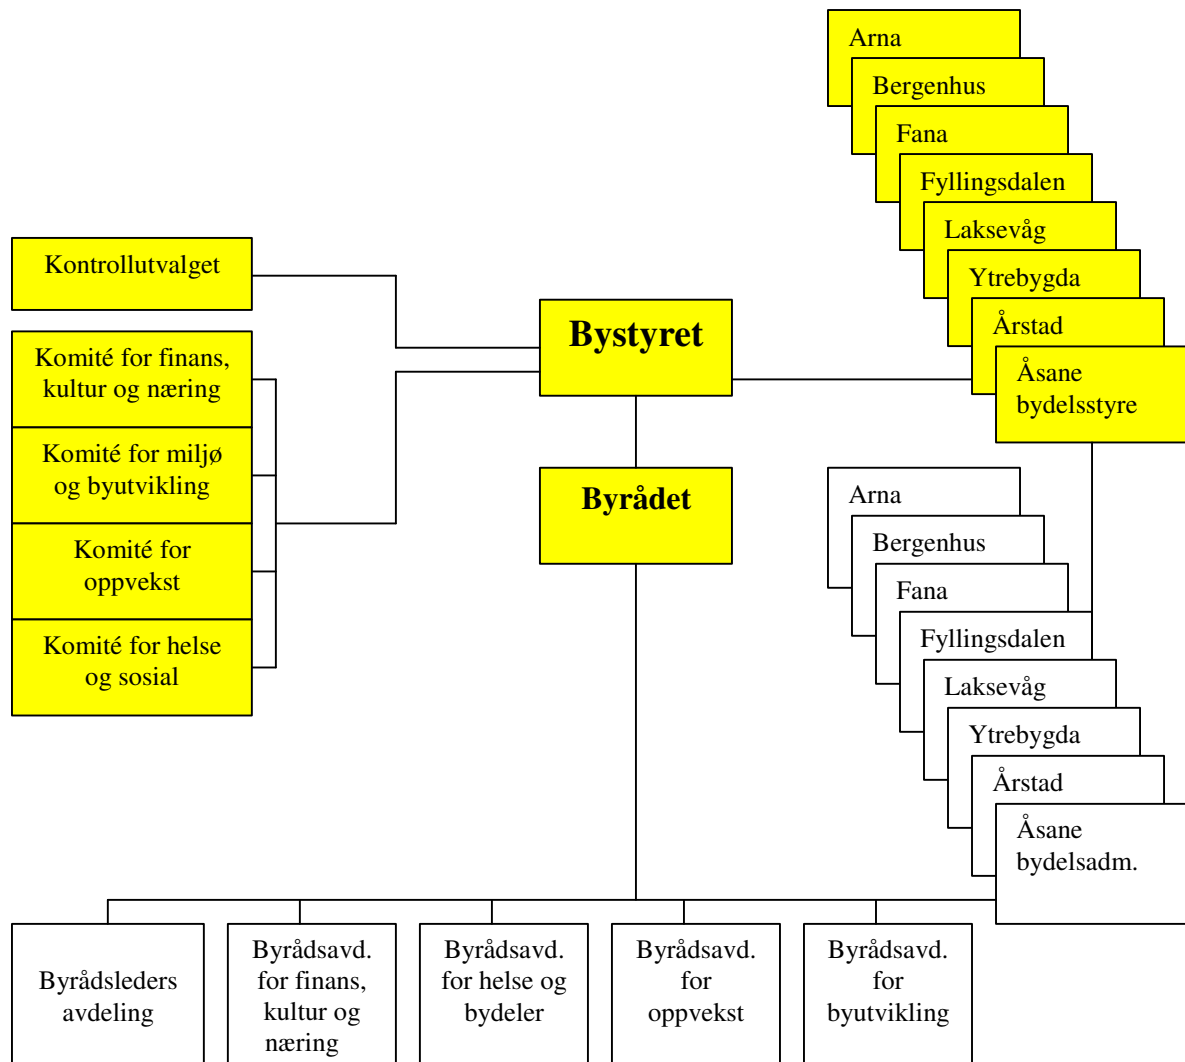 Arna
Bergenhus
Fana
Fyllingsdalen
Laksevåg
Ytrebygda
Årstad
Åsane
bydelsstyre
Kontrollutvalget
Komité for finans,
kultur og næring
Komité for miljø
og byutvikling
Komité for
oppvekst
Komité for helse
og sosial
Bystyret
Byrådet
Arna
Bergenhus
Fana
Fyllingsdalen
Laksevåg
Ytrebygda
Årstad
Åsane
bydelsadm.
Byrådsleders
avdeling
Byrådsavd.
for finans,
kultur og
næring
Byrådsavd.
for helse og
bydeler
Byrådsavd.
for
oppvekst
Byrådsavd.
for
byutvikling